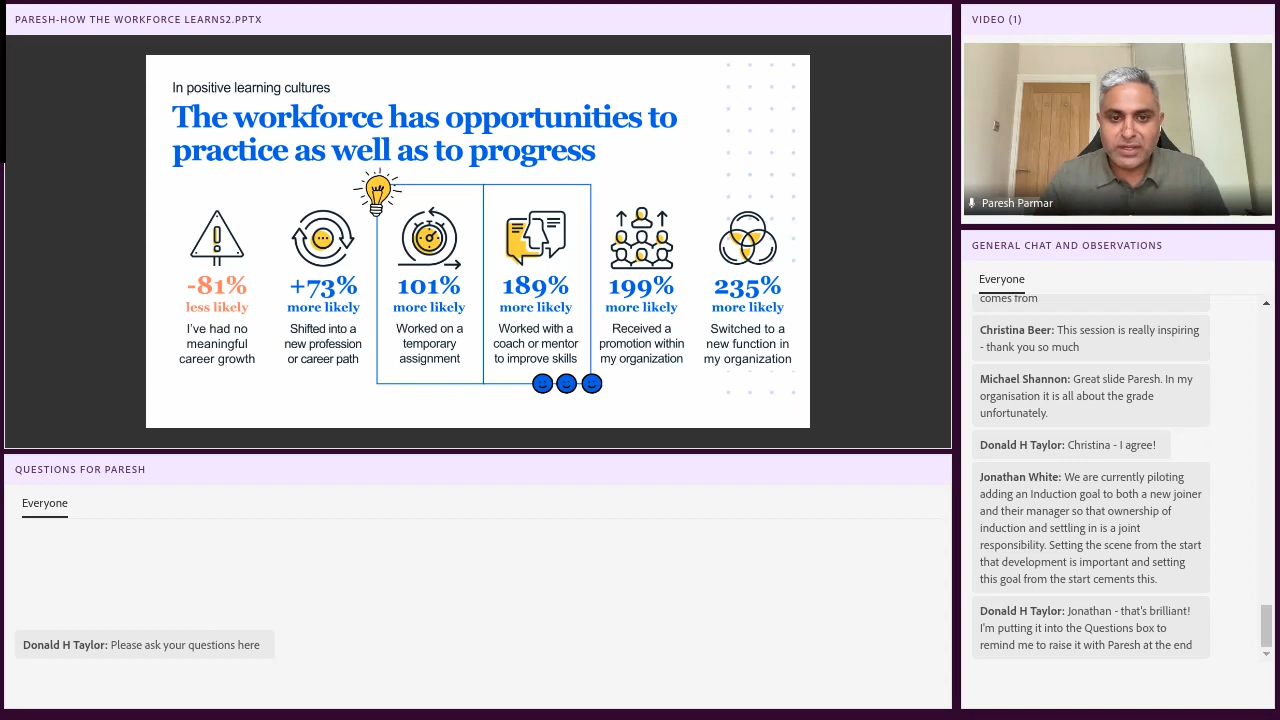 PARESH-HOW THE WORKFORCE LEARNS2.PPTX
In positive learning cultures
The workforce has opportunities to
practice as well as to progress
-81%
less likely
I've had no
meaningful
career growth
+73%
more likely
Shifted into a
new profession
or career path
101%
more likely
Worked on a
temporary
assignment
189%
more likely
Worked with a
coach or mentor
to improve skills
199%
more likely
Received a
promotion within
my organization
235%
more likely
Switched to a
new function in
my organization
QUESTIONS FOR PARESH
Everyone
Donald H Taylor: Please ask your questions here
VIDEO (1)
Paresh Parmar
GENERAL CHAT AND OBSERVATIONS
Everyone
comes from
Christina Beer: This session is really inspiring
- thank you so much
Michael Shannon: Great slide Paresh. In my
organisation it is all about the grade
unfortunately.
Donald H Taylor: Christina - I agree!
Jonathan White: We are currently piloting
adding an Induction goal to both a new joiner
and their manager so that ownership of
induction and settling in is a joint
responsibility. Setting the scene from the start
that development is important and setting
this goal from the start cements this.
Donald H Taylor: Jonathan - that's brilliant!
I'm putting it into the Questions box to
remind me to raise it with Paresh at the end